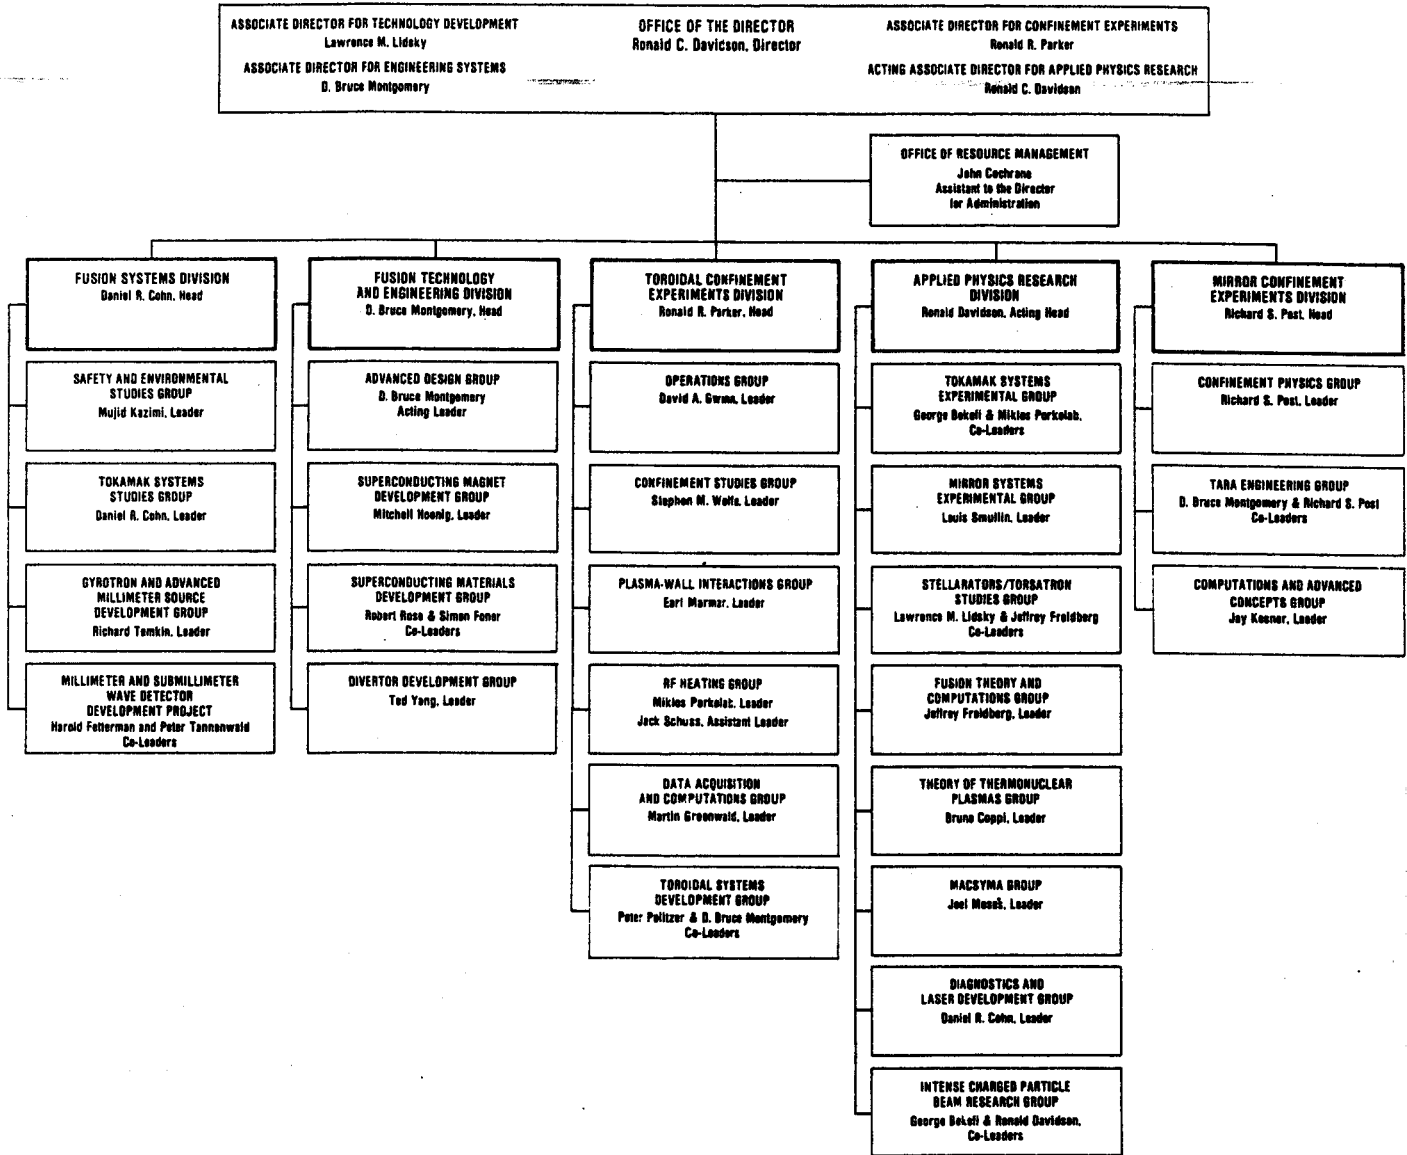 ASSOCIATE DIRECTOR FOR TECHNOLOGY DEVELOPMENT
Lawrence M. Lidsky
ASSOCIATE DIRECTOR FOR ENGINEERING SYSTEMS
D. Bruce Montgomery
OFFICE OF THE DIRECTOR
Ronald C. Davidson, Director
ASSOCIATE DIRECTOR FOR CONFINEMENT EXPERIMENTS
Ronald R. Parker
ACTING ASSOCIATE DIRECTOR FOR APPLIED PHYSICS RESEARCH
Ronald C. Davidson
OFFICE OF RESOURCE MANAGEMENT
John Cochrane
Assistant to the Director
for Administration
FUSION SYSTEMS DIVISION
Daniel R. Cohn, Head
SAFETY AND ENVIRONMENTAL
STUDIES GROUP
Mujid Kazimi, Leader
TOKAMAK SYSTEMS
STUDIES GROUP
Daniel R. Cohn, Leader
GYROTRON AND ADVANCED
MILLIMETER SOURCE
DEVELOPMENT GROUP
Richard Temkin, Leader
MILLIMETER AND SUBMILLIMETER
WAVE DETECTOR
DEVELOPMENT PROJECT
Harold Fetterman and Peter Tannenwald
Co-Leaders
FUSION TECHNOLOGY
AND ENGINEERING DIVISION
D. Bruce Montgomery, Head
ADVANCED DESIGN GROUP
D. Bruce Montgomery
Acting Leader
SUPERCONDUCTING MAGNET
DEVELOPMENT GROUP
Mitchell Hoenig, Leader
SUPERCONDUCTING MATERIALS
DEVELOPMENT GROUP
Robert Rose & Simon Foner
Co-Leaders
DIVERTOR DEVELOPMENT GROUP
Ted Yang, Leader
TOROIDAL CONFINEMENT
EXPERIMENTS DIVISION
Ronald R. Parker, Head
OPERATIONS GROUP
David A. Gwinn, Leader
CONFINEMENT STUDIES GROUP
Stephen M. Wolfe, Leader
PLASMA-WALL INTERACTIONS GROUP
Earl Marmar, Leader
RF HEATING GROUP
Miklos Porkolab, Leader
Jack Schuss, Assistant Leader
DATA ACQUISITION
AND COMPUTATIONS GROUP
Martin Greenwald, Leader
TOROIDAL SYSTEMS
DEVELOPMENT GROUP
Peter Politzer & D. Bruce Montgomery
Co-Leaders
APPLIED PHYSICS RESEARCH
DIVISION
Ronald Davidson, Acting Head
TOKAMAK SYSTEMS
EXPERIMENTAL GROUP
George Bekefi & Miklos Porkolab,
Co-Leaders
MIRROR SYSTEMS
EXPERIMENTAL GROUP
Louis Smullin, Leader
STELLARATORS/TORSATRON
STUDIES GROUP
Lawrence M. Lidsky & Jeffrey Freidberg
Co-Leaders
FUSION THEORY AND
COMPUTATIONS GROUP
Jeffrey Freidberg, Leader
THEORY OF THERMONUCLEAR
PLASMAS GROUP
Bruno Coppi, Leader
MACSYMA GROUP
Joel Moses, Leader
DIAGNOSTICS AND
LASER DEVELOPMENT GROUP
Daniel R. Cohn, Leader
INTENSE CHARGED PARTICLE
BEAM RESEARCH GROUP
George Bekefi & Ronald Davidson,
Co-Leaders
MIRROR CONFINEMENT
EXPERIMENTS DIVISION
Richard S. Post, Head
CONFINEMENT PHYSICS GROUP
Richard S. Post, Leader
TARA ENGINEERING GROUP
D. Bruce Montgomery & Richard S. Post
Co-Leaders
COMPUTATIONS AND ADVANCED
CONCEPTS GROUP
Jay Kesner, Leader